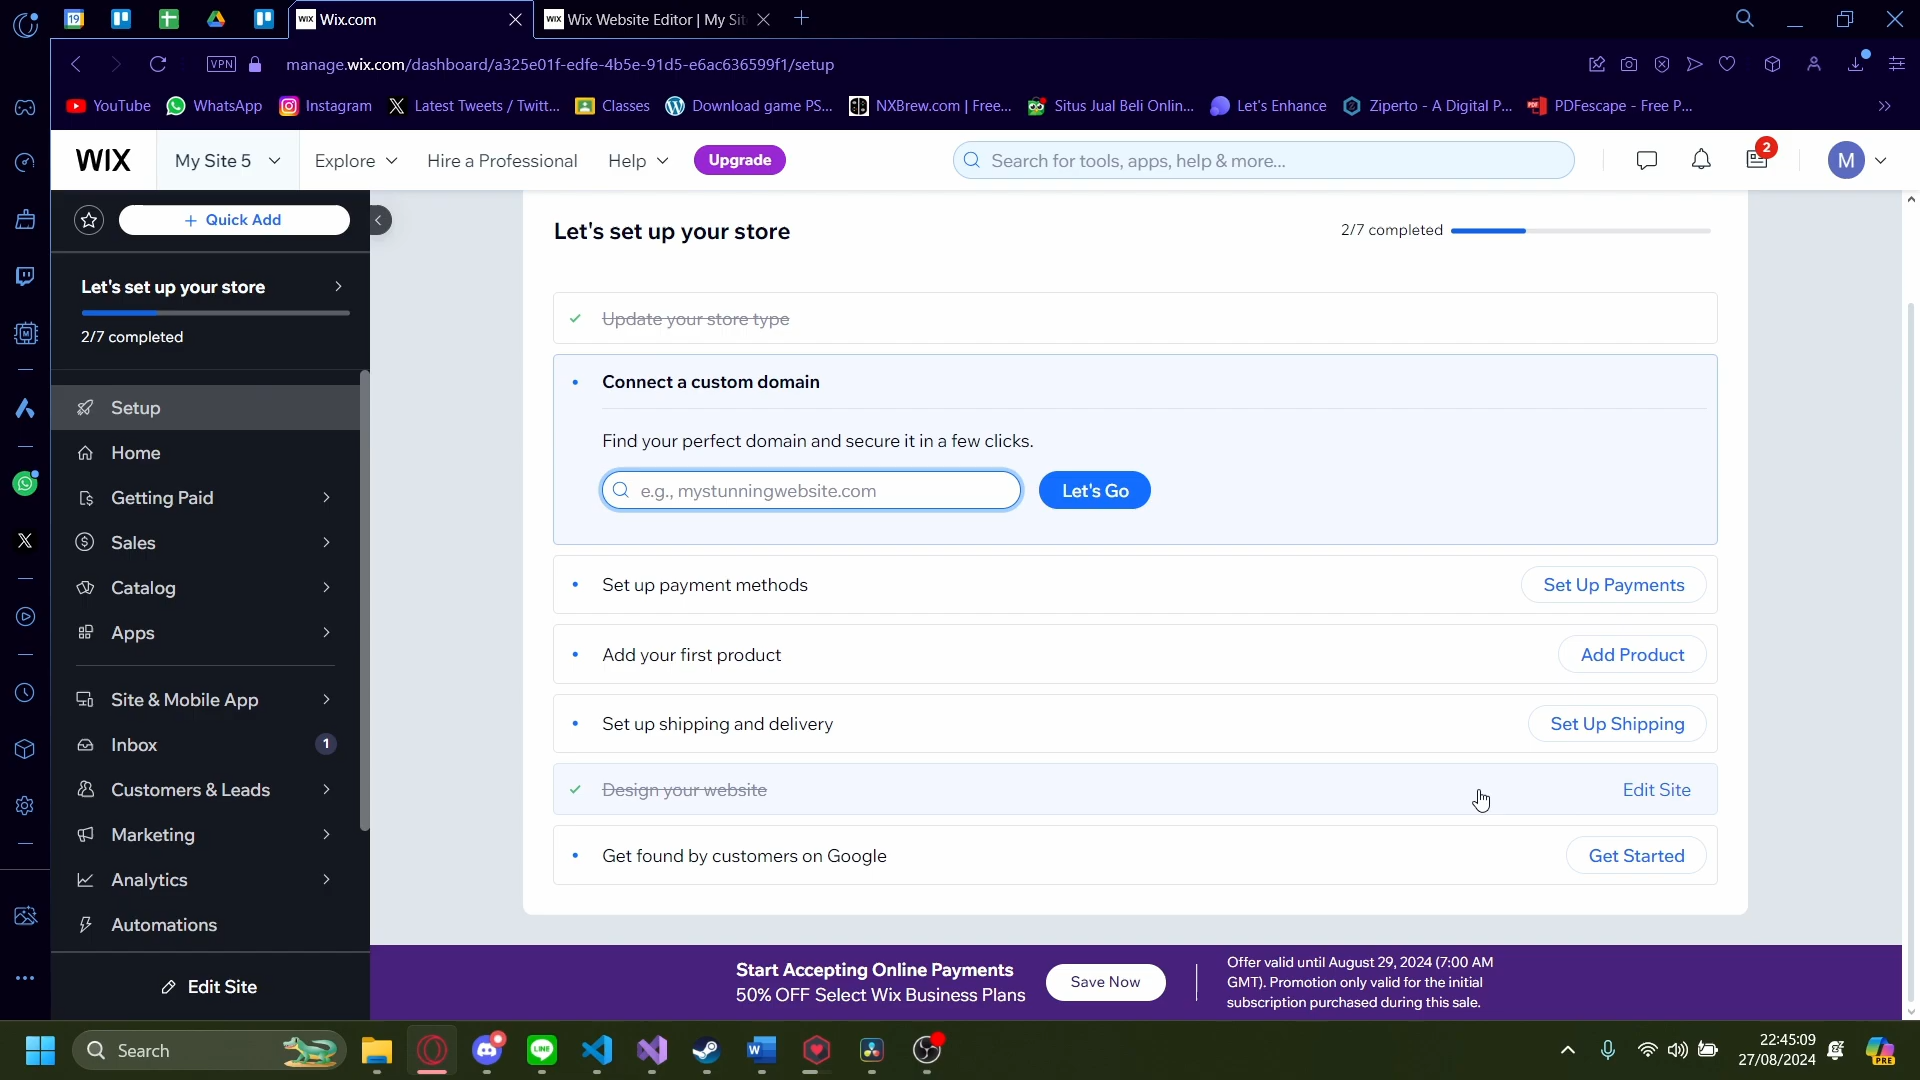 19
WIX Wix.com
WIX Wix Website Editor | My Sit
VPN
manage.wix.com/dashboard/a325e01f-edfe-4b5e-91d5-e6ac636599f1/setup
YouTube
WhatsApp
Instagram
Latest Tweets / Twitt...
Classes
Download game PS...
NXBrew.com | Free...
Situs Jual Beli Onlin...
Let's Enhance
Ziperto - A Digital P...
PDFescape - Free P...
WIX
My Site 5
Explore
Hire a Professional
Help
Upgrade
Search for tools, apps, help & more...
2
M
+ Quick Add
Let's set up your store
2/7 completed
Setup
Home
Getting Paid
Sales
Catalog
Apps
Site & Mobile App
Inbox
1
Customers & Leads
Marketing
Analytics
Automations
Edit Site
Let's set up your store
2/7 completed
Update your store type
Connect a custom domain
Find your perfect domain and secure it in a few clicks.
e.g., mystunningwebsite.com
Let's Go
Set up payment methods
Set Up Payments
Add your first product
Add Product
Set up shipping and delivery
Set Up Shipping
Design your website
Edit Site
Get found by customers on Google
Get Started
Start Accepting Online Payments
50% OFF Select Wix Business Plans
Save Now
Offer valid until August 29, 2024 (7:00 AM
GMT). Promotion only valid for the initial
subscription purchased during this sale.
Search
LINE
22:45:09
27/08/2024
PRE